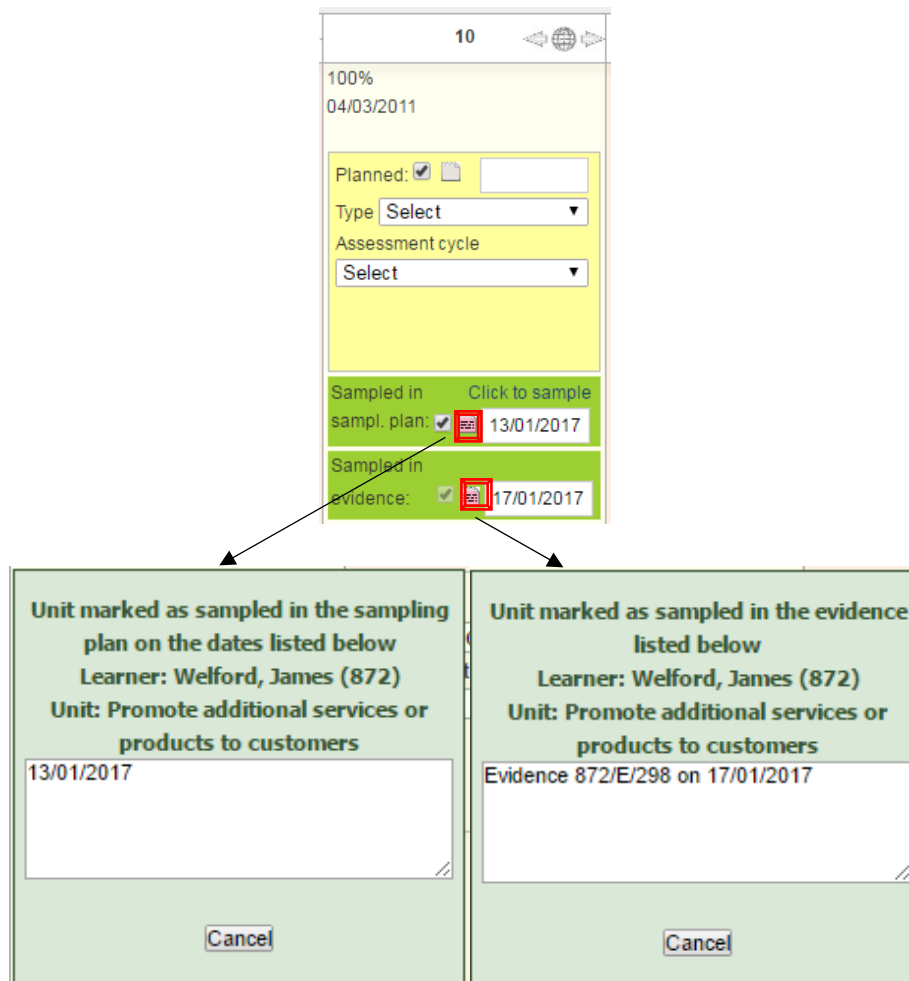 10
100%
04/03/2011
Planned:
Type Select
Assessment cycle
Select
Sampled in Click to sample
sampl. plan: 13/01/2017
Sampled in
evidence: 17/01/2017
Unit marked as sampled in the sampling
plan on the dates listed below
Learner: Welford, James (872)
Unit: Promote additional services or
products to customers
13/01/2017
Cancel
Unit marked as sampled in the evidence
listed below
Learner: Welford, James (872)
Unit: Promote additional services or
products to customers
Evidence 872/E/298 on 17/01/2017
Cancel